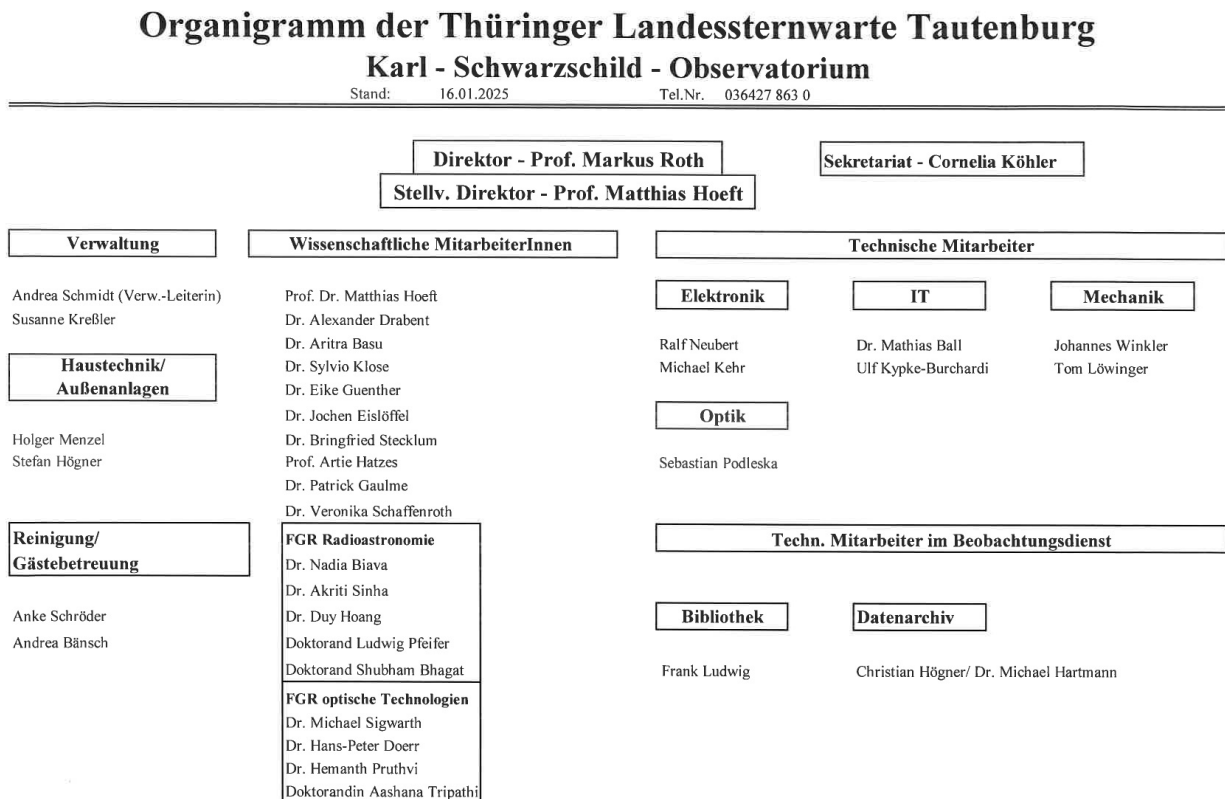 Organigramm der Thüringer Landessternwarte Tautenburg
Karl - Schwarzschild - Observatorium
Stand: 16.01.2025 Tel.Nr. 036427 863 0
Direktor - Prof. Markus Roth
Sekretariat - Cornelia Köhler
Stellv. Direktor - Prof. Matthias Hoeft
Verwaltung
Andrea Schmidt (Verw.-Leiterin)
Susanne Kreßler
Haustechnik/
Außenanlagen
Holger Menzel
Stefan Högner
Reinigung/
Gästebetreuung
Anke Schröder
Andrea Bänsch
Wissenschaftliche MitarbeiterInnen
Prof. Dr. Matthias Hoeft
Dr. Alexander Drabent
Dr. Aritra Basu
Dr. Sylvio Klose
Dr. Eike Guenther
Dr. Jochen Eislöffel
Dr. Bringfried Stecklum
Prof. Artie Hatzes
Dr. Patrick Gaulme
Dr. Veronika Schaffenroth
FGR Radioastronomie
Dr. Nadia Biava
Dr. Akriti Sinha
Dr. Duy Hoang
Doktorand Ludwig Pfeifer
Doktorand Shubham Bhagat
FGR optische Technologien
Dr. Michael Sigwarth
Dr. Hans-Peter Doerr
Dr. Hemanth Pruthvi
Doktorandin Aashana Tripathi
Technische Mitarbeiter
Elektronik
Ralf Neubert
Michael Kehr
IT
Dr. Mathias Ball
Ulf Kypke-Burchardi
Mechanik
Johannes Winkler
Tom Löwinger
Optik
Sebastian Podleska
Techn. Mitarbeiter im Beobachtungsdienst
Bibliothek
Frank Ludwig
Datenarchiv
Christian Högner/ Dr. Michael Hartmann